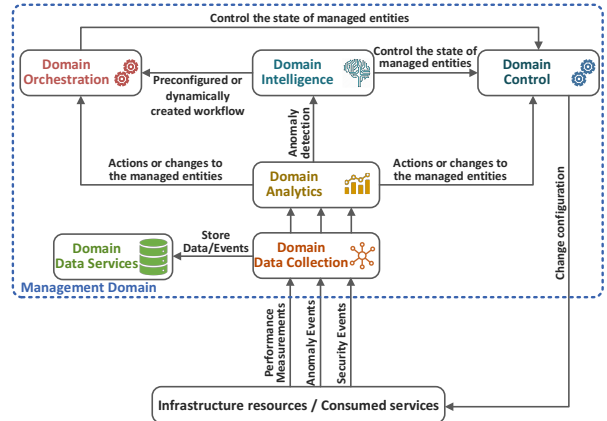 Control the state of managed entities
Domain
Orchestration
Domain
Intelligence
Control the state of
managed entities
Domain
Control
Preconfigured or
dynamically
created workflow
Anomaly
detection
Actions or changes to
the managed entities
Domain
Analytics
Actions or changes to
the managed entities
Change configuration
Store
Data/Events
Domain
Data Services
Domain
Data Collection
Management Domain
Performance
Measurements
Anomaly Events
Security Events
Infrastructure resources / Consumed services